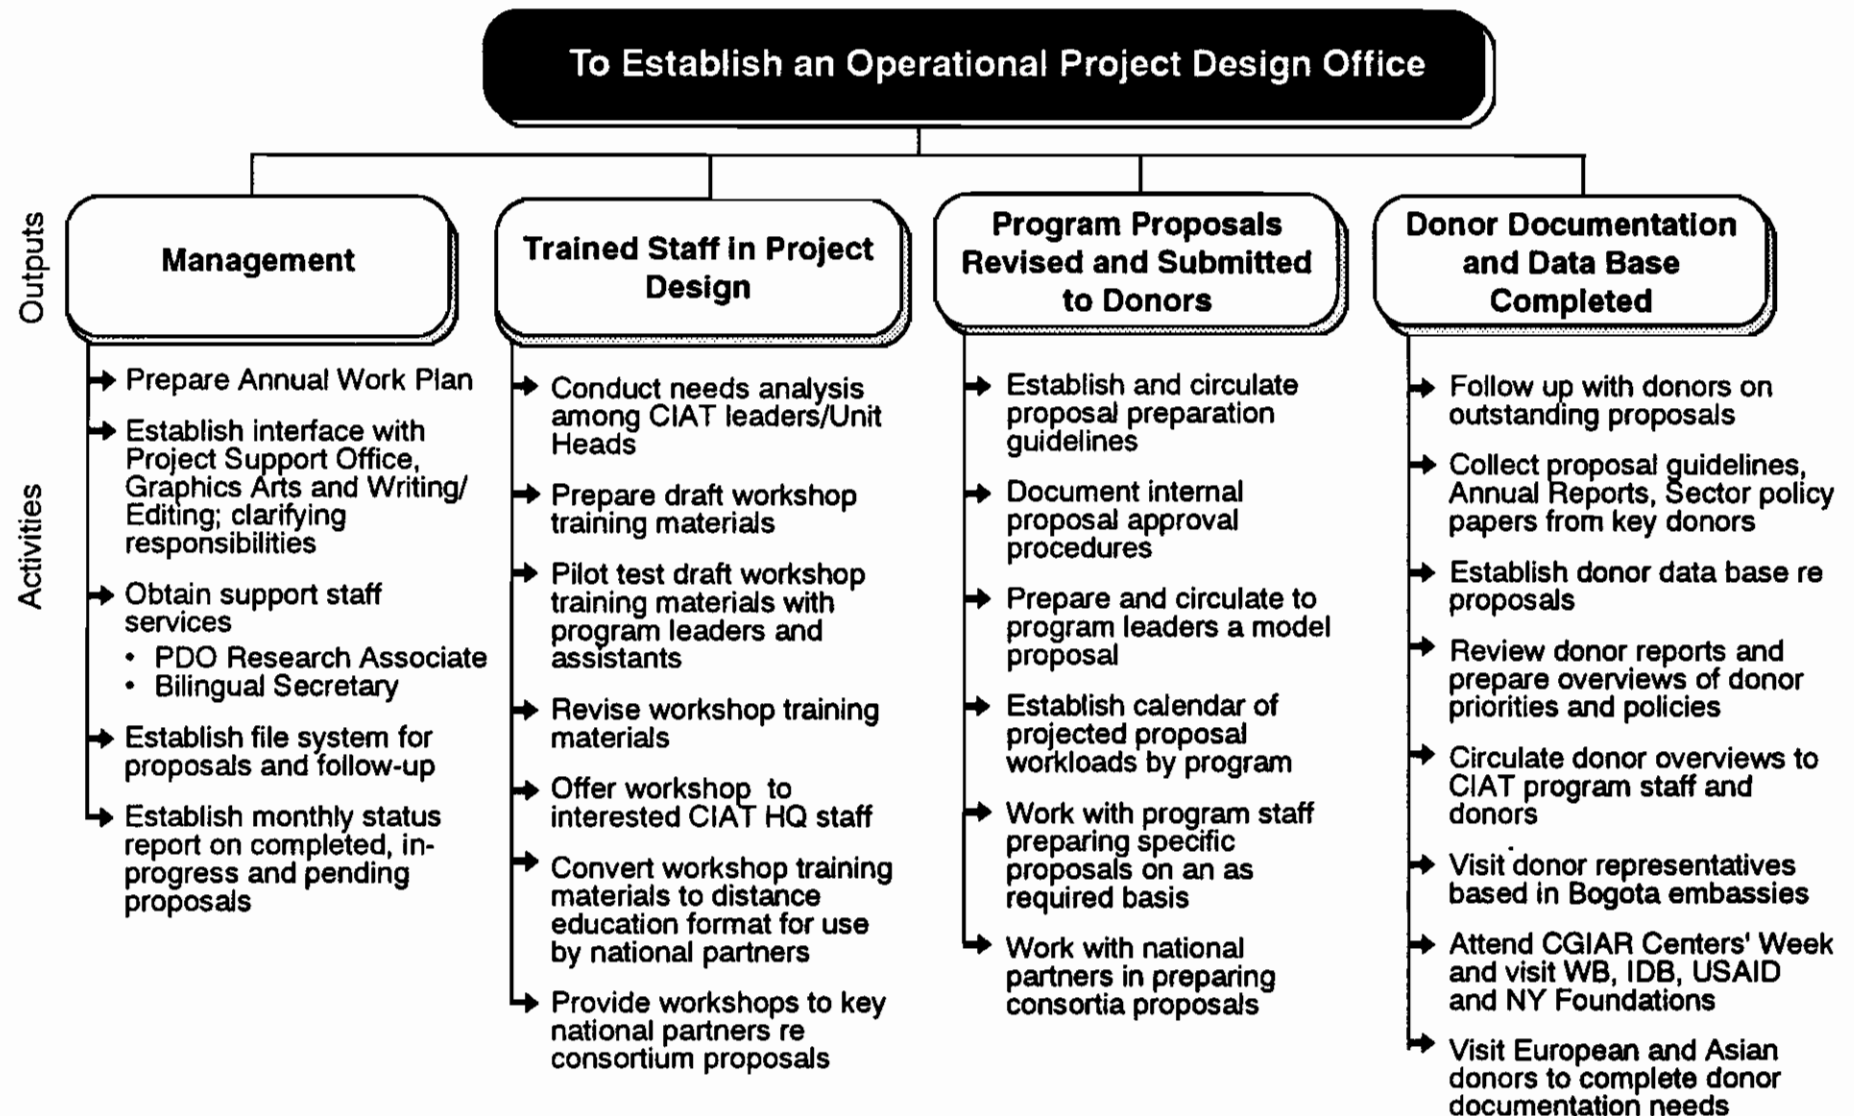 To Establish an Operational Project Design Office
Outputs
Management
Trained Staff in Project
Design
Program Proposals
Revised and Submitted
to Donors
Donor Documentation
and Data Base
Completed
Activities
Prepare Annual Work Plan
Establish interface with
Project Support Office,
Graphics Arts and Writing/
Editing; clarifying
responsibilities
Obtain support staff
services
• PDO Research Associate
• Bilingual Secretary
Establish file system for
proposals and follow-up
Establish monthly status
report on completed, in-
progress and pending
proposals
Conduct needs analysis
among CIAT leaders/Unit
Heads
Prepare draft workshop
training materials
Pilot test draft workshop
training materials with
program leaders and
assistants
Revise workshop training
materials
Offer workshop to
interested CIAT HQ staff
Convert workshop training
materials to distance
education format for use
by national partners
Provide workshops to key
national partners re
consortium proposals
Establish and circulate
proposal preparation
guidelines
Document internal
proposal approval
procedures
Prepare and circulate to
program leaders a model
proposal
Establish calendar of
projected proposal
workloads by program
Work with program staff
preparing specific
proposals on an as
required basis
Work with national
partners in preparing
consortia proposals
Follow up with donors on
outstanding proposals
Collect proposal guidelines,
Annual Reports, Sector policy
papers from key donors
Establish donor data base re
proposals
Review donor reports and
prepare overviews of donor
priorities and policies
Circulate donor overviews to
CIAT program staff and
donors
Visit donor representatives
based in Bogota embassies
Attend CGIAR Centers' Week
and visit WB, IDB, USAID
and NY Foundations
Visit European and Asian
donors to complete donor
documentation needs